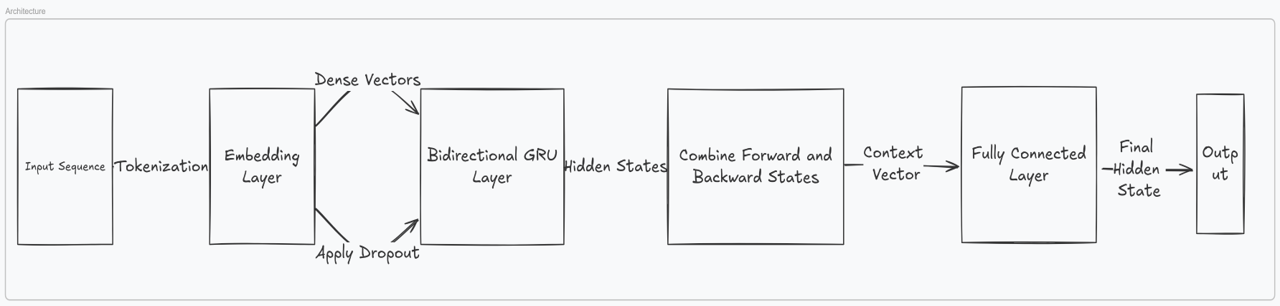 Architecture
Input Sequence
Tokenization
Embedding
Layer
Dense Vectors
Apply Dropout
Bidirectional GRU
Layer
Hidden States
Combine Forward and
Backward States
Context
Vector
Fully Connected
Layer
Final
Hidden
State
Outp
ut